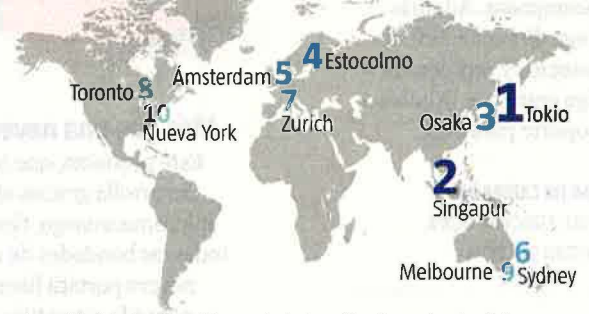 4 Estocolmo
Ámsterdam 5
Toronto 8
7
Zurich
10
Nueva York
1 Tokio
Osaka 3
2
Singapur
6
Melbourne 9 Sydney